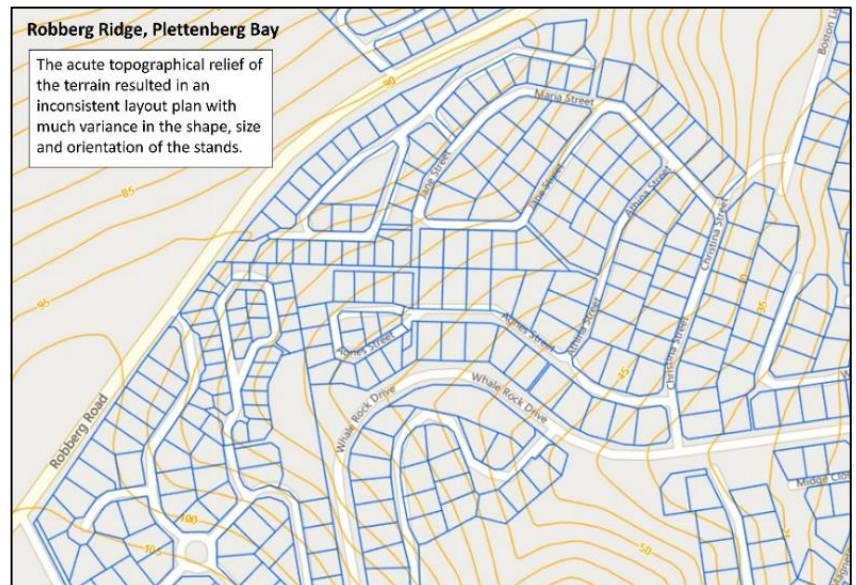 Robberg Ridge, Plettenberg Bay
The acute topographical relief of
the terrain resulted in an
inconsistent layout plan with
much variance in the shape, size
and orientation of the stands.
90
Maria Street
Boston
85
Jane Street
Jane Street
Athina Street
Christina Street
95
40
35
Agnes Street
Agnes Street
Athina Street
45
Christina Street
Whale Rock Drive
Whale Rock Drive
Robberg Road
Midge
100
105
50